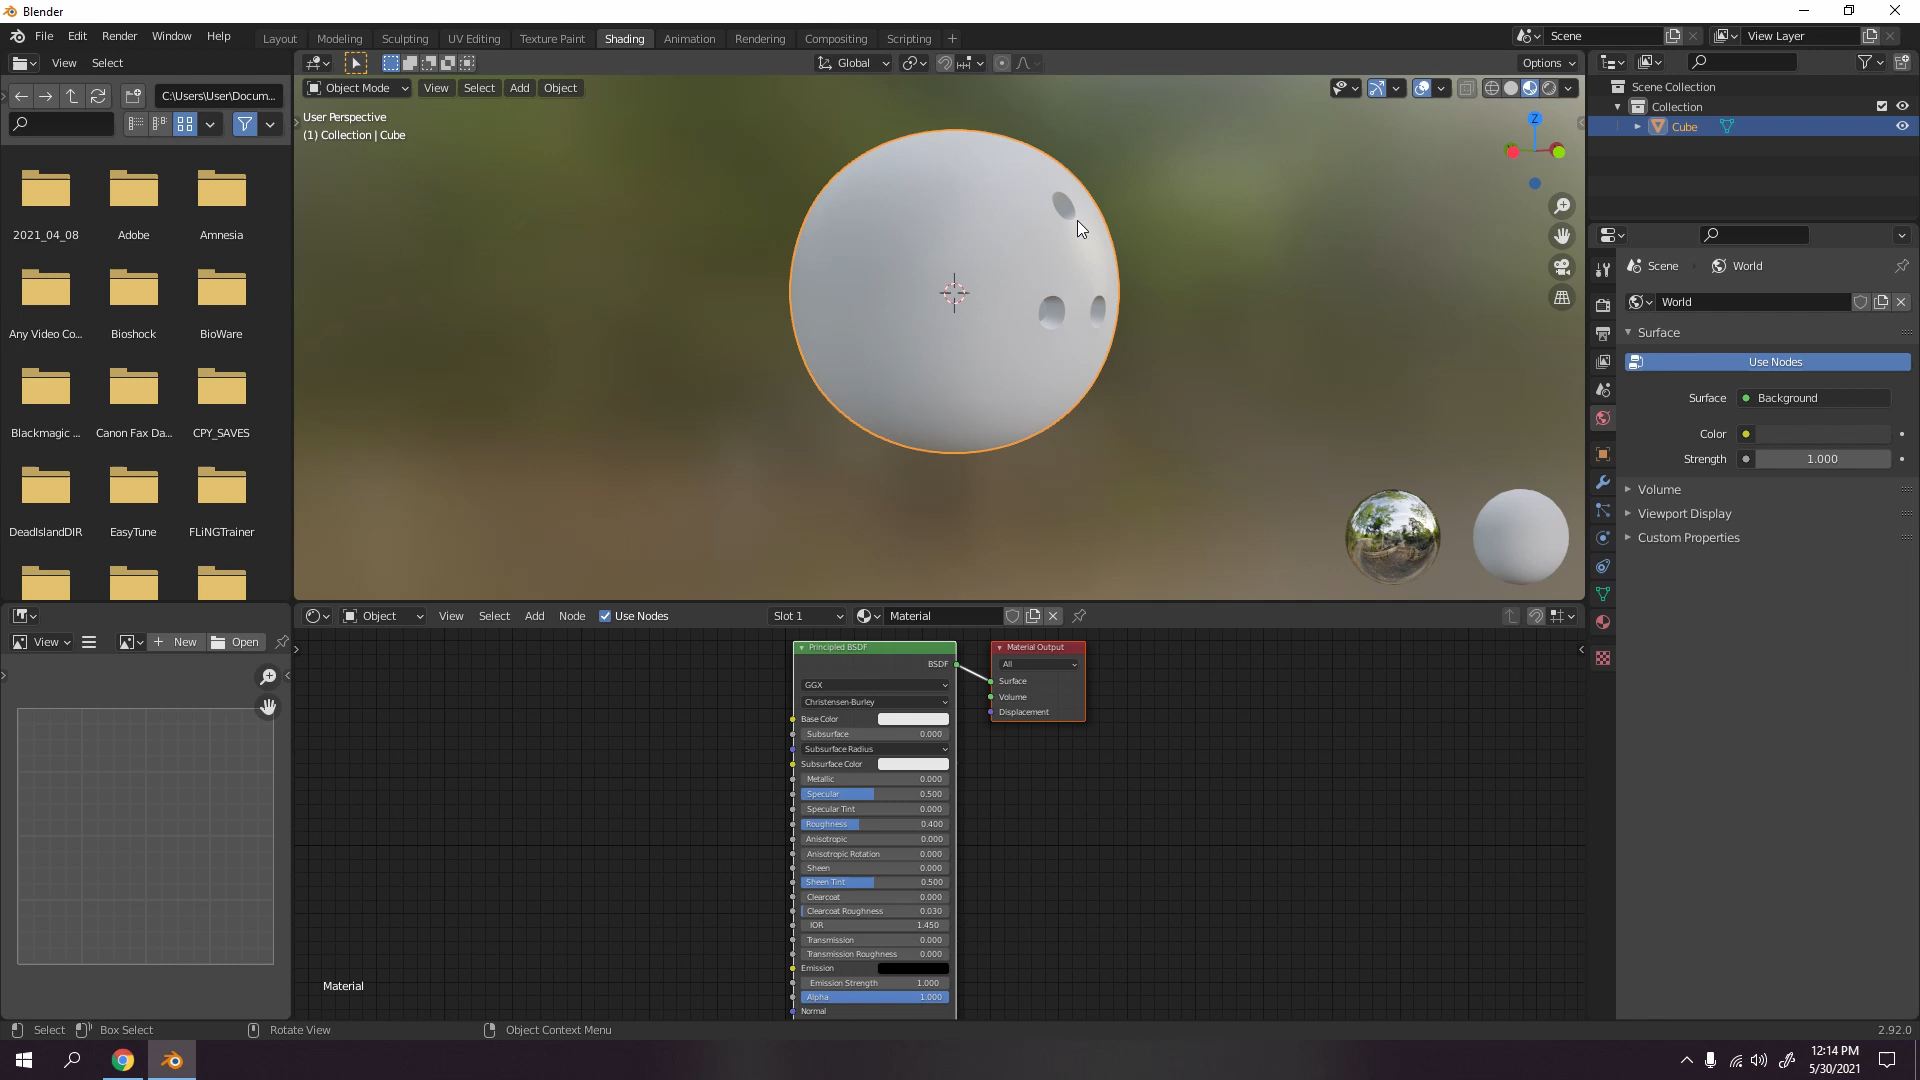 Blender
File Edit Render Window Help
Layout Modeling Sculpting UV Editing Texture Paint Shading Animation Rendering Compositing Scripting +
Scene
View Layer
View Select
Global
Options
C:\Users\User\Docum...
Object Mode View Select Add Object
User Perspective
(1) Collection | Cube
Z
Scene Collection
Collection
Cube
2021_04_08 Adobe Amnesia
Any Video Co... Bioshock BioWare
Blackmagic ... Canon Fax Da... CPY_SAVES
DeadIslandDIR EasyTune FLiNGTrainer
Scene World
World
Surface
Use Nodes
Surface Background
Color
Strength 1.000
Volume
Viewport Display
Custom Properties
Object View Select Add Node Use Nodes Slot 1 Material
View New Open
Principled BSDF
BSDF
GGX
Christensen-Burley
Base Color
Subsurface 0.000
Subsurface Radius
Subsurface Color
Metallic 0.000
Specular 0.500
Specular Tint 0.000
Roughness 0.400
Anisotropic 0.000
Anisotropic Rotation 0.000
Sheen 0.000
Sheen Tint 0.500
Clearcoat 0.000
Clearcoat Roughness 0.030
IOR 1.450
Transmission 0.000
Transmission Roughness 0.000
Emission
Emission Strength 1.000
Alpha 1.000
Normal
Material Output
All
Surface
Volume
Displacement
Material
Select Box Select Rotate View Object Context Menu
2.92.0
12:14 PM
5/30/2021